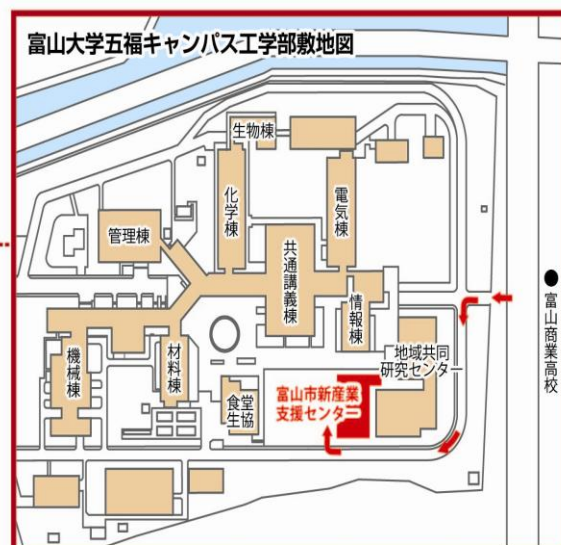 富山大学五福キャンパス工学部敷地図
生物棟
化学棟
電気棟
管理棟
共通講義棟
情報棟
●富山商業高校
機械棟
材料棟
地域共同
研究センター
食堂
生協
富山市新産業
支援センター